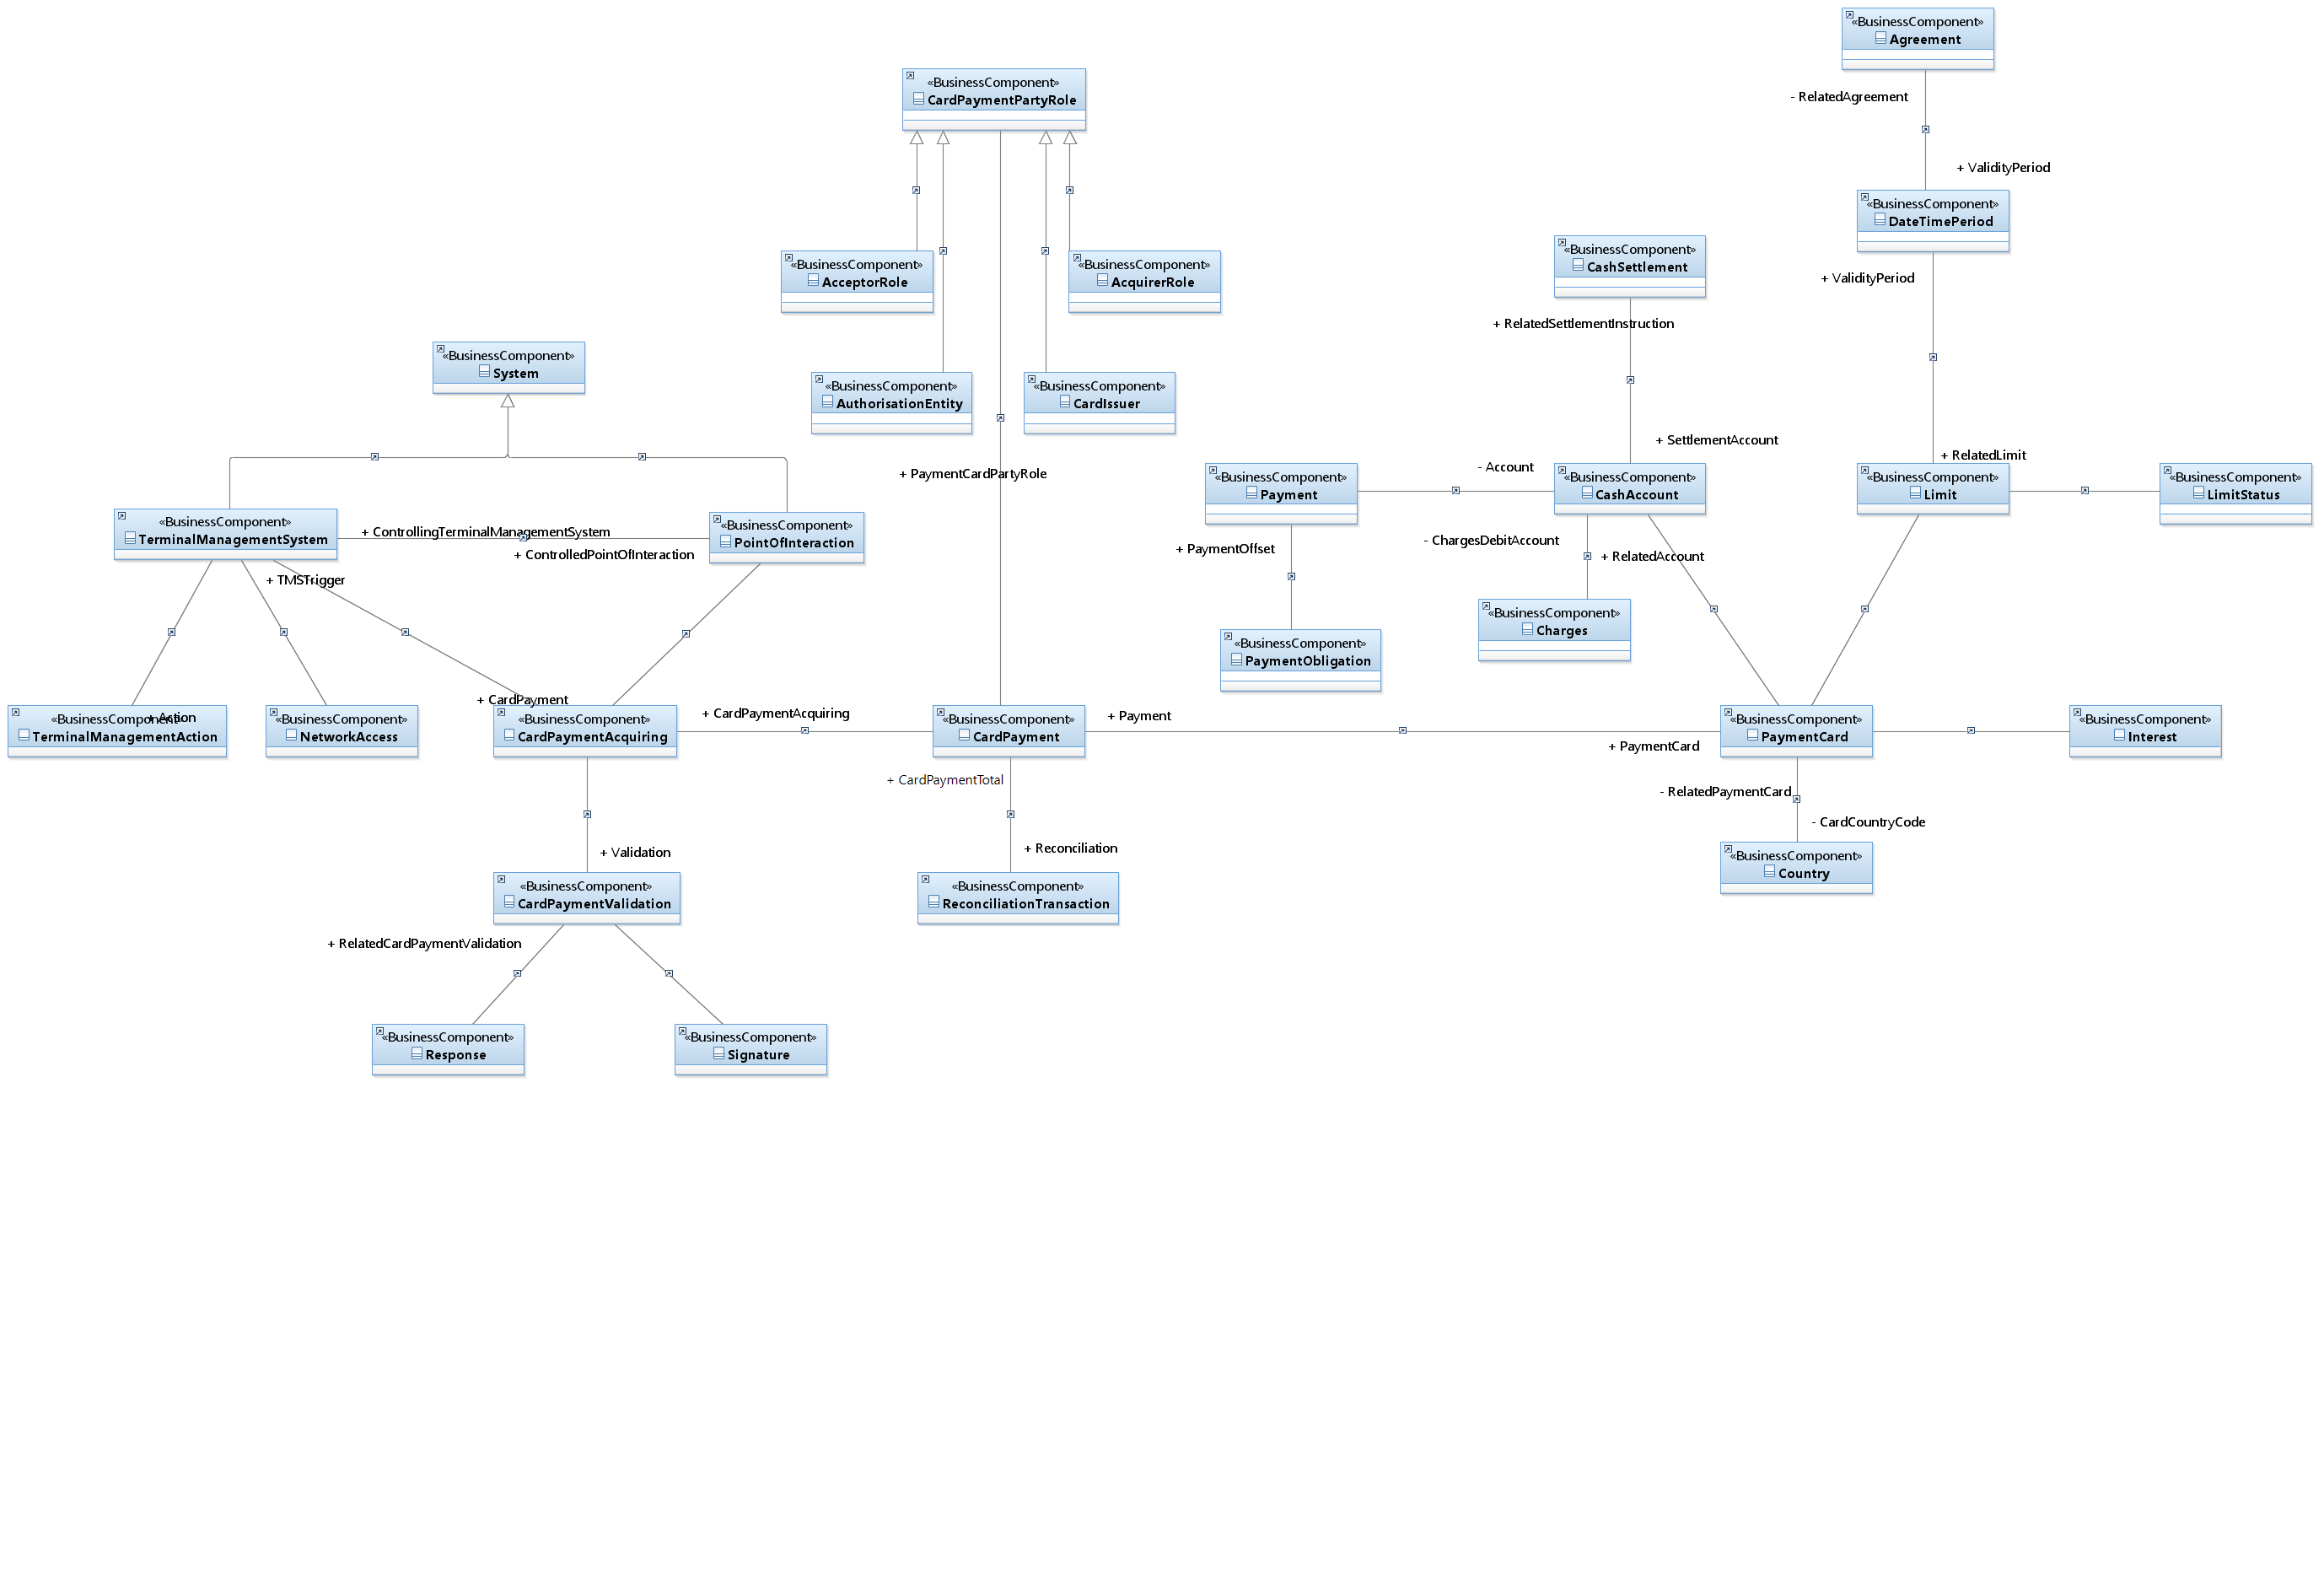 «BusinessComponent»
Agreement
- RelatedAgreement
+ ValidityPeriod
«BusinessComponent»
CardPaymentPartyRole
«BusinessComponent»
DateTimePeriod
+ ValidityPeriod
«BusinessComponent»
AcceptorRole
«BusinessComponent»
AcquirerRole
«BusinessComponent»
CashSettlement
+ RelatedSettlementInstruction
«BusinessComponent»
System
«BusinessComponent»
AuthorisationEntity
«BusinessComponent»
CardIssuer
+ SettlementAccount
+ PaymentCardPartyRole
- Account
+ RelatedLimit
«BusinessComponent»
Payment
«BusinessComponent»
CashAccount
«BusinessComponent»
Limit
«BusinessComponent»
LimitStatus
«BusinessComponent»
TerminalManagementSystem
+ ControllingTerminalManagementSystem
+ ControlledPointOfInteraction
«BusinessComponent»
PointOfInteraction
+ PaymentOffset
- ChargesDebitAccount
+ RelatedAccount
+ TMSTrigger
«BusinessComponent»
Charges
«BusinessComponent»
PaymentObligation
+ CardPayment
+ CardPaymentAcquiring
+ Payment
+ PaymentCard
«BusinessComponent»
+ Action
TerminalManagementAction
«BusinessComponent»
NetworkAccess
«BusinessComponent»
CardPaymentAcquiring
«BusinessComponent»
CardPayment
«BusinessComponent»
PaymentCard
«BusinessComponent»
Interest
+ CardPaymentTotal
- RelatedPaymentCard
- CardCountryCode
+ Validation
+ Reconciliation
«BusinessComponent»
Country
«BusinessComponent»
CardPaymentValidation
«BusinessComponent»
ReconciliationTransaction
+ RelatedCardPaymentValidation
«BusinessComponent»
Response
«BusinessComponent»
Signature